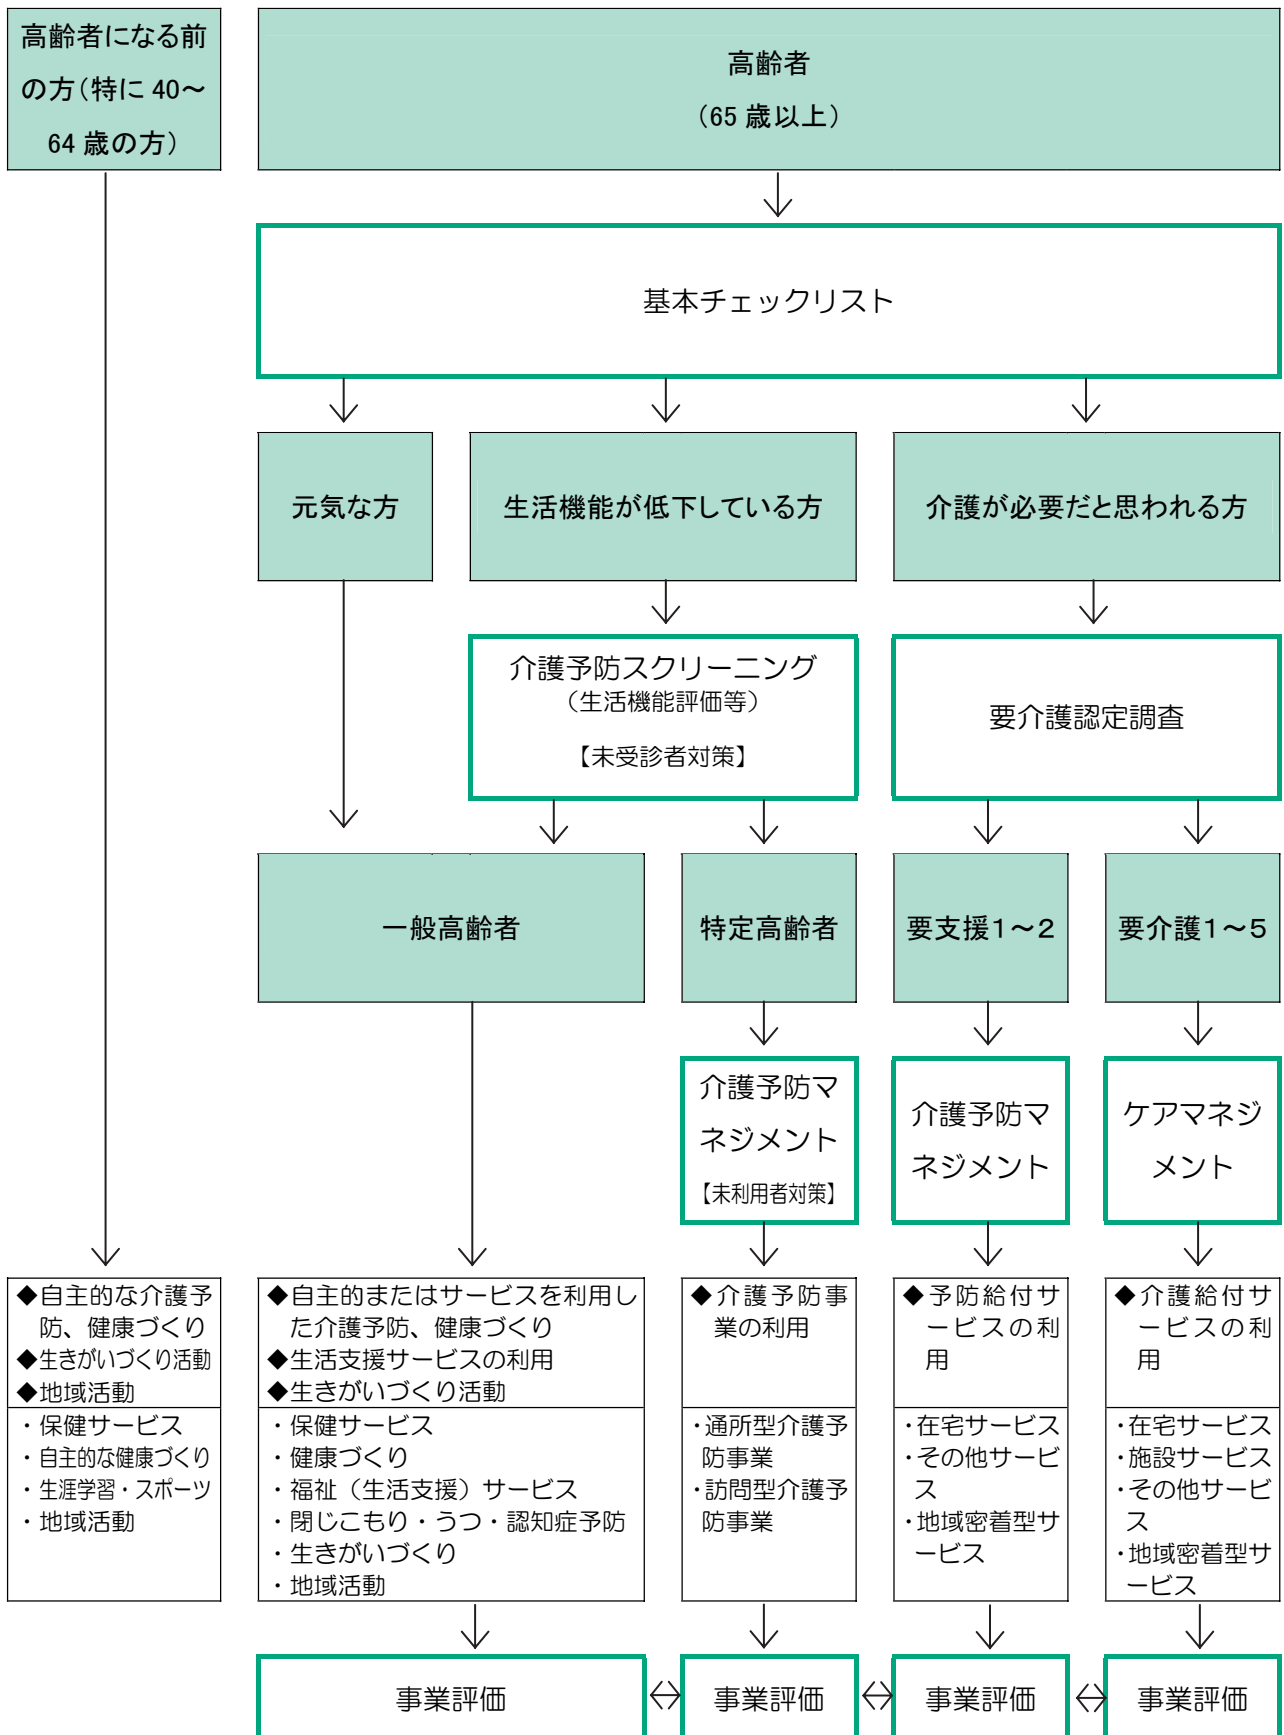 高齢者になる前
の方（特に 40～
64 歳の方）
高齢者
（65 歳以上）
基本チェックリスト
元気な方
生活機能が低下している方
介護が必要だと思われる方
介護予防スクリーニング
（生活機能評価等）
【未受診者対策】
要介護認定調査
一般高齢者
特定高齢者
要支援１～２
要介護１～５
介護予防マ
ネジメント
【未利用者対策】
介護予防マ
ネジメント
ケアマネジ
メント
◆自主的な介護予
防、健康づくり
◆生きがいづくり活動
◆地域活動
・保健サービス
・自主的な健康づくり
・生涯学習・スポーツ
・地域活動
◆自主的またはサービスを利用し
た介護予防、健康づくり
◆生活支援サービスの利用
◆生きがいづくり活動
・保健サービス
・健康づくり
・福祉（生活支援）サービス
・閉じこもり・うつ・認知症予防
・生きがいづくり
・地域活動
◆介護予防事
業の利用
・通所型介護予
防事業
・訪問型介護予
防事業
◆予防給付サ
ービスの利
用
・在宅サービス
・その他サービ
ス
・地域密着型サ
ービス
◆介護給付サ
ービスの利
用
・在宅サービス
・施設サービス
・その他サービ
ス
・地域密着型サ
ービス
事業評価
事業評価
事業評価
事業評価